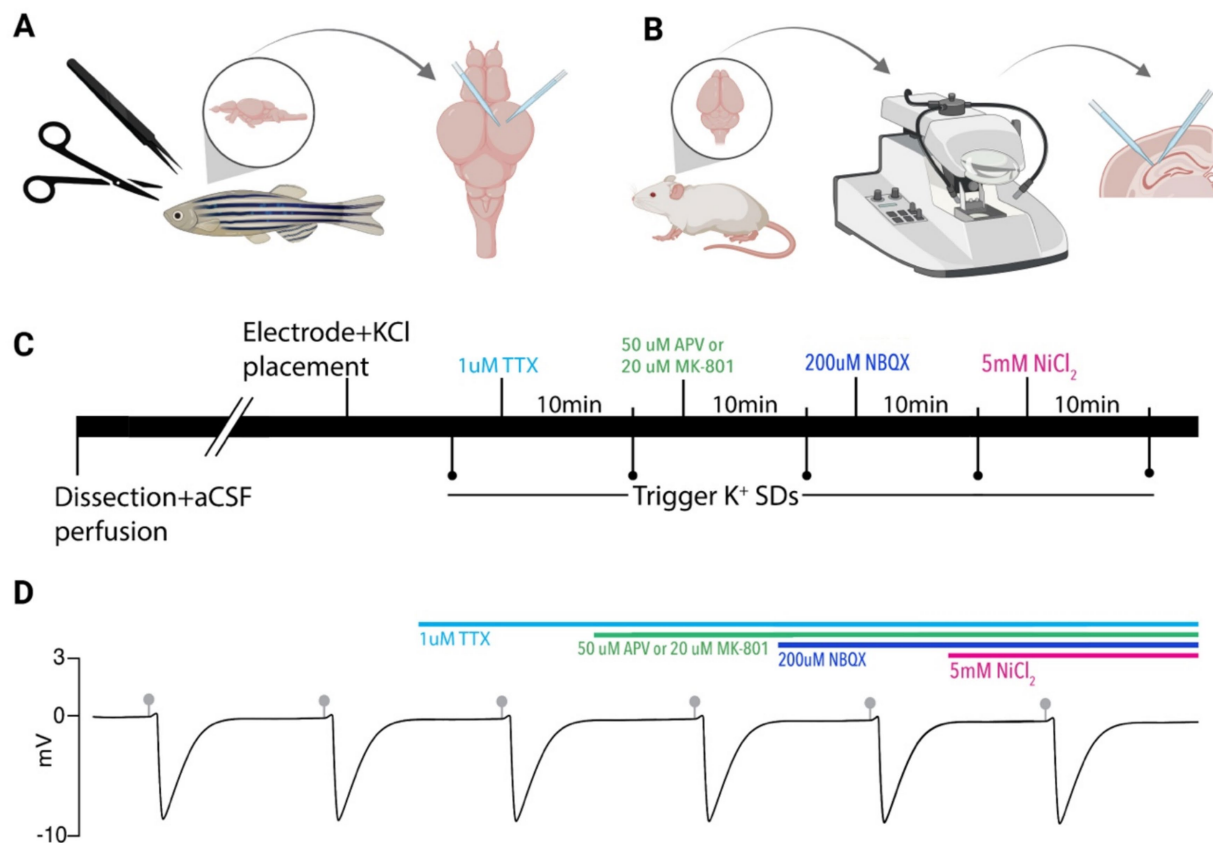 A
B
C
Electrode+KCl
placement
1uM TTX
50 uM APV or
20 uM MK-801
200uM NBQX
5mM NiCl₂
10min
10min
10min
10min
Dissection+aCSF
perfusion
Trigger K⁺ SDs
D
1uM TTX
50 uM APV or 20 uM MK-801
200uM NBQX
5mM NiCl₂
3
0
mV
-10